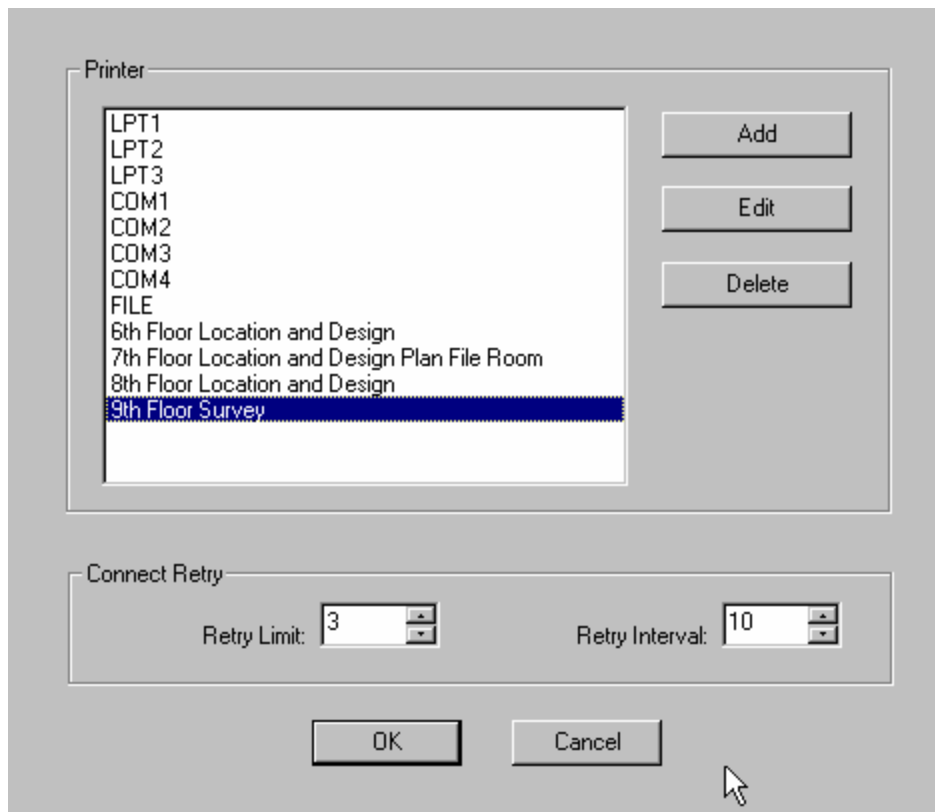 Printer
LPT1
LPT2
LPT3
COM1
COM2
COM3
COM4
FILE
6th Floor Location and Design
7th Floor Location and Design Plan File Room
8th Floor Location and Design
9th Floor Survey
Add
Edit
Delete
Connect Retry
Retry Limit: 3 Retry Interval: 10
OK Cancel